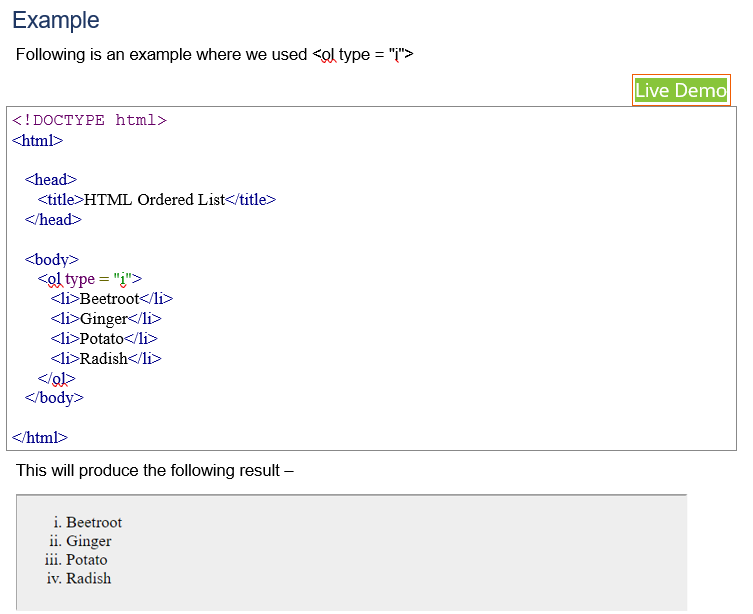 Example
Following is an example where we used <ol type = "i">
Live Demo
<!DOCTYPE html>
<html>
<head>
<title>HTML Ordered List</title>
</head>
<body>
<ol type = "i">
<li>Beetroot</li>
<li>Ginger</li>
<li>Potato</li>
<li>Radish</li>
</ol>
</body>
</html>
This will produce the following result –
i. Beetroot
ii. Ginger
iii. Potato
iv. Radish